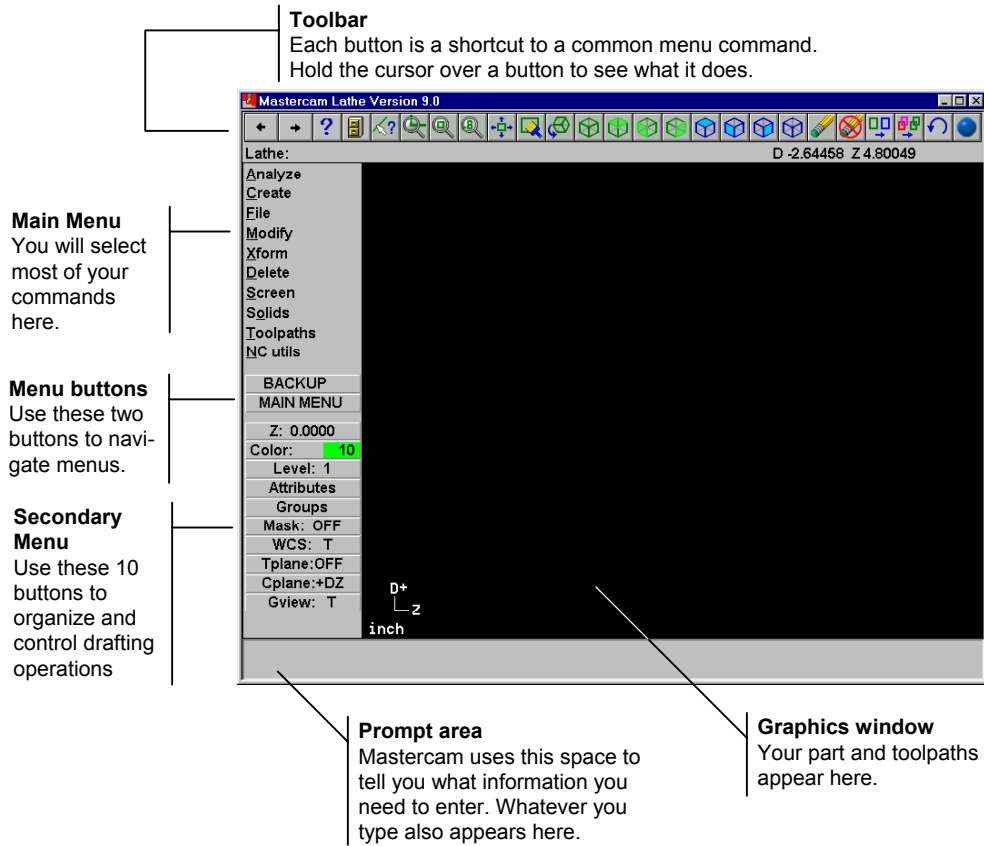 Toolbar
Each button is a shortcut to a common menu command.
Hold the cursor over a button to see what it does.
Mastercam Lathe Version 9.0
?
?
Lathe:
D -2.64458 Z 4.80049
Analyze
Create
File
Modify
Xform
Delete
Screen
Solids
Toolpaths
NC utils
BACKUP
MAIN MENU
Z: 0.0000
Color: 10
Level: 1
Attributes
Groups
Mask: OFF
WCS: T
Tplane:OFF
Cplane:+DZ
Gview: T
D+
Z
inch
Main Menu
You will select
most of your
commands
here.
Menu buttons
Use these two
buttons to navi-
gate menus.
Secondary
Menu
Use these 10
buttons to
organize and
control drafting
operations
Prompt area
Mastercam uses this space to
tell you what information you
need to enter. Whatever you
type also appears here.
Graphics window
Your part and toolpaths
appear here.